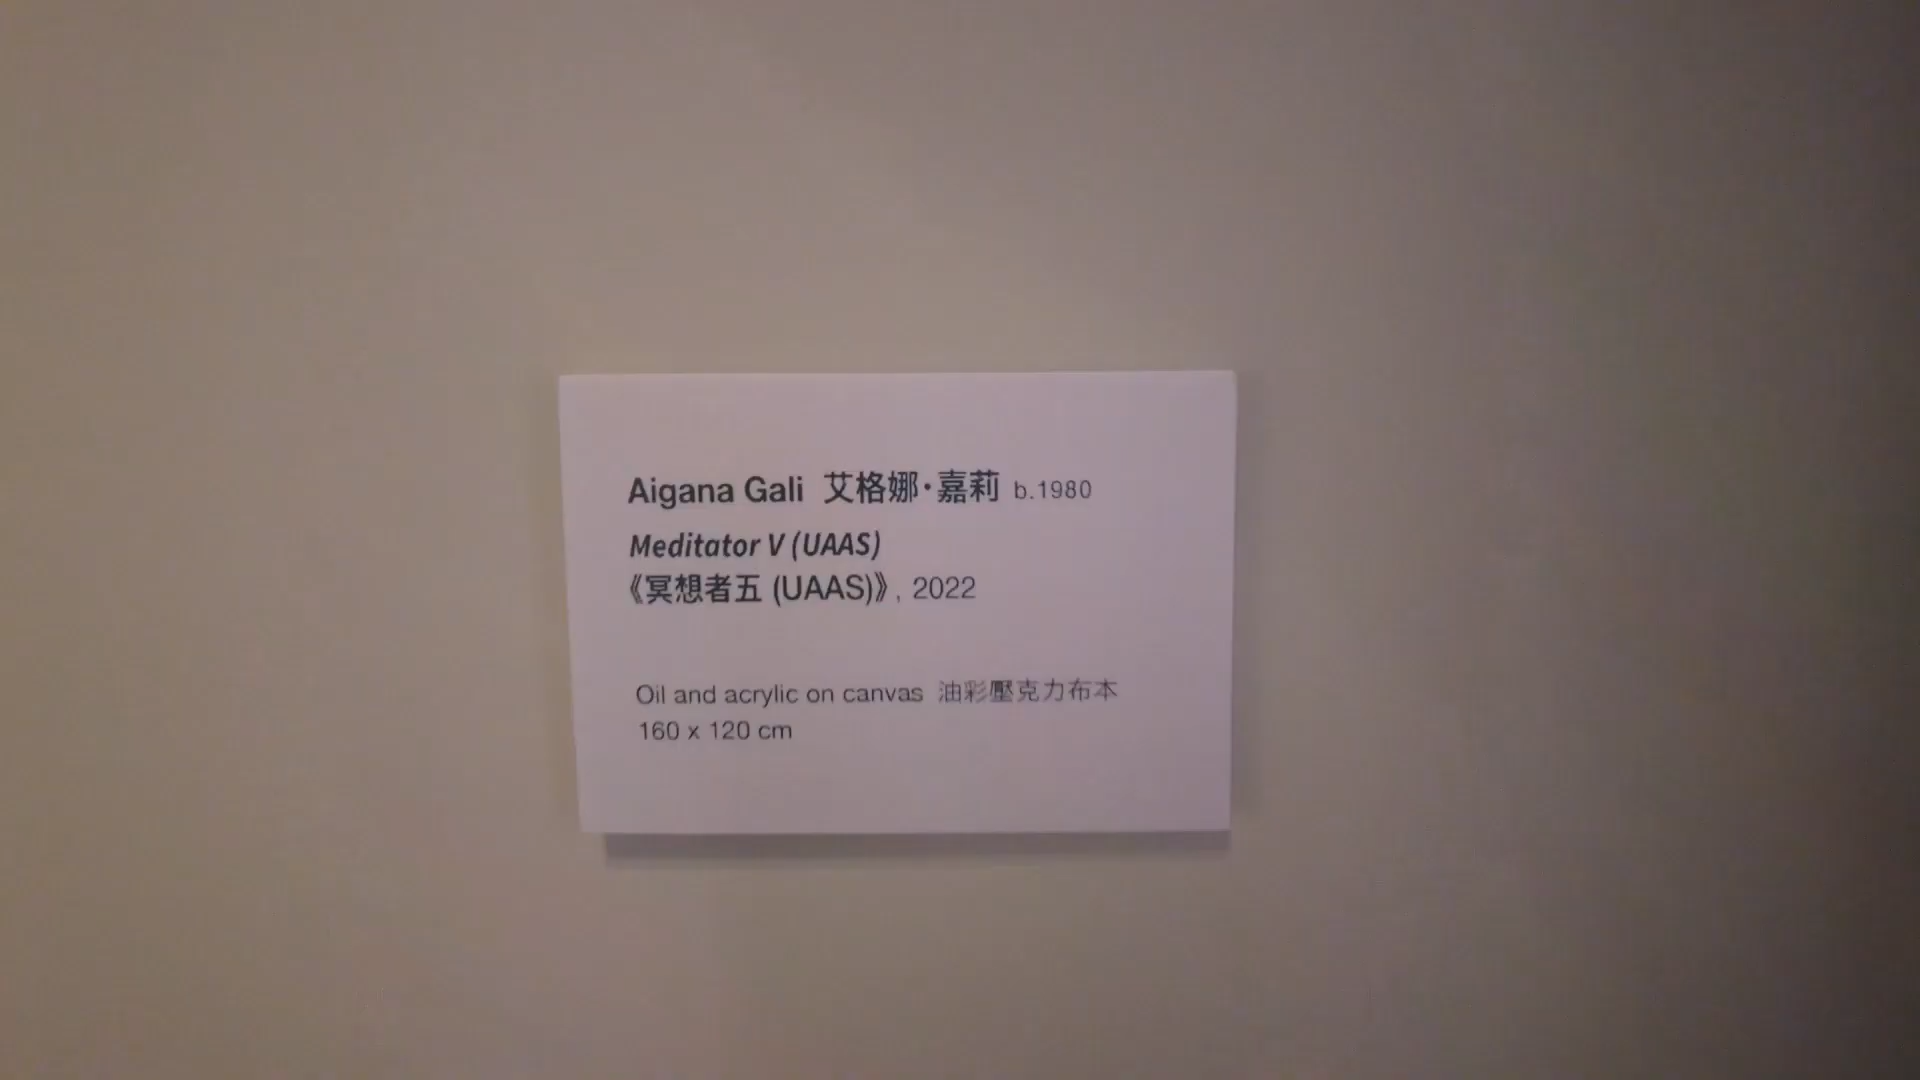 Aigana Gali 艾格娜·嘉莉 b.1980
Meditator V (UAAS)
《冥想者五 (UAAS)》, 2022
Oil and acrylic on canvas 油彩壓克力布本
160 x 120 cm